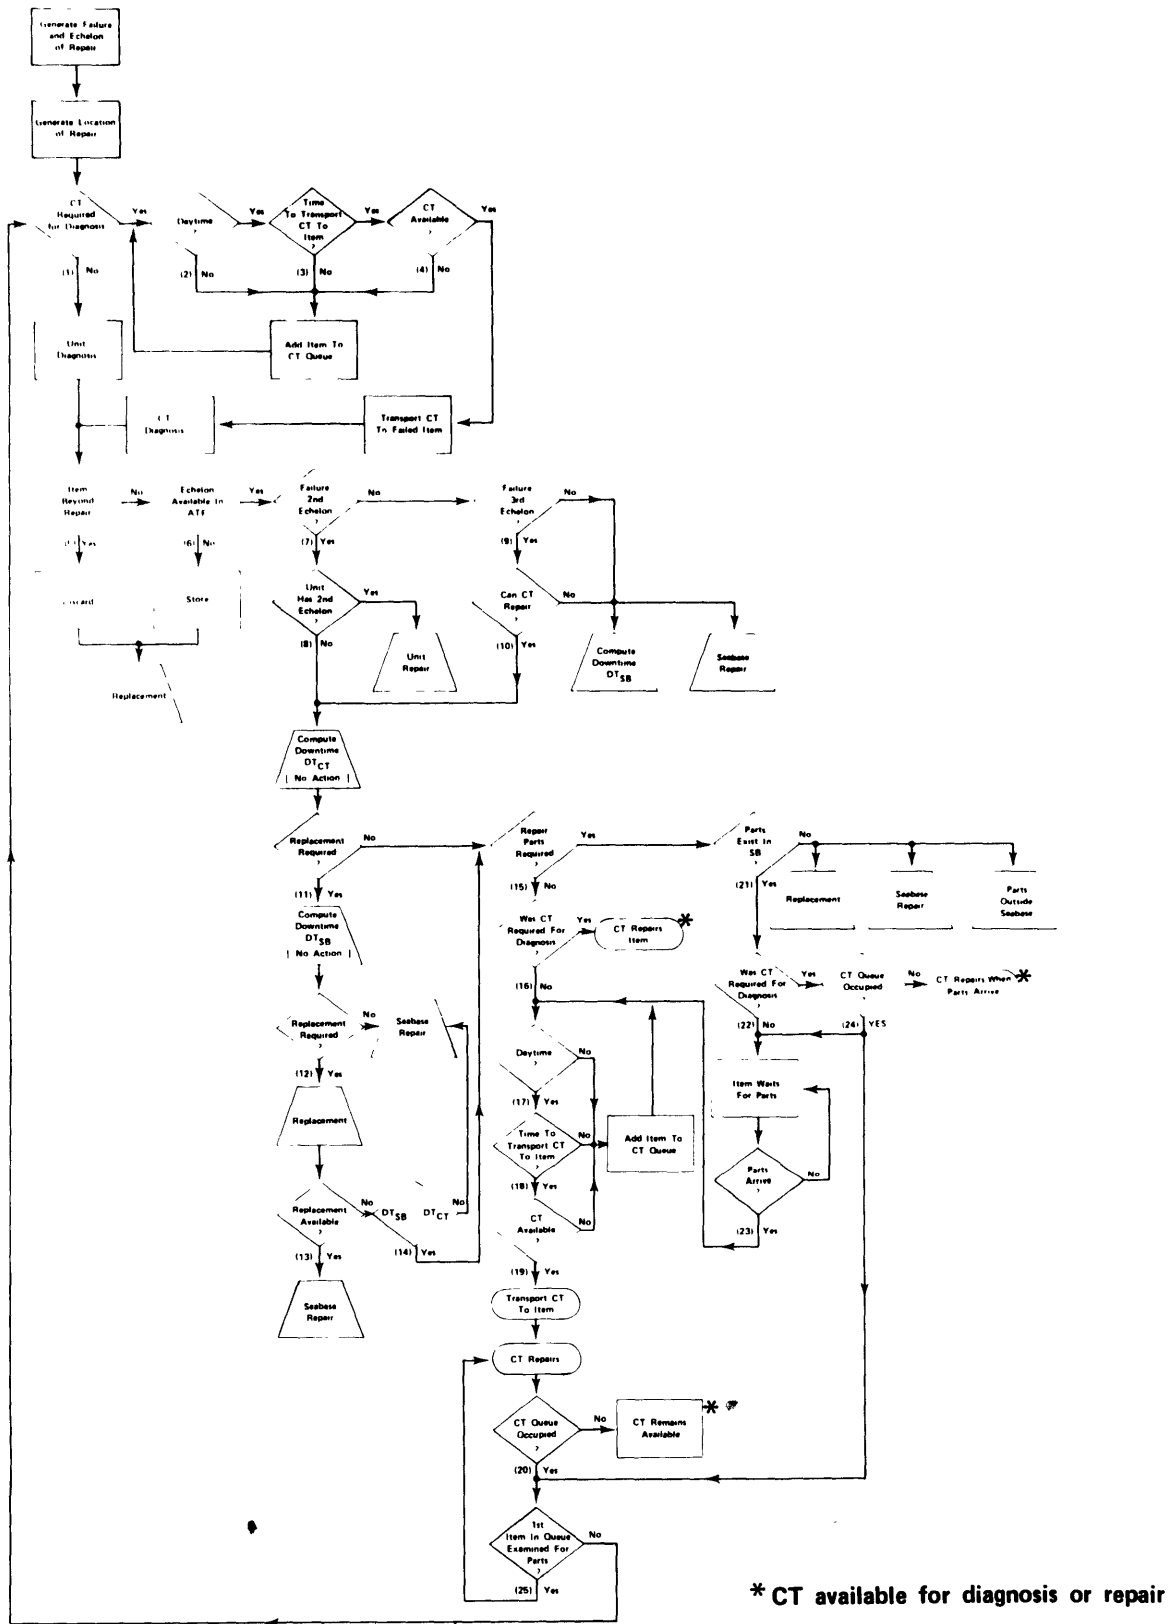 Generate Failure
and Echelon
of Repair
Generate Location
of Repair
CT
Required
for Diagnosis
Yes
Daytime
?
Yes
Time
To Transport
CT To
Item
?
Yes
CT
Available
?
Yes
(1) No
(2) No
(3) No
(4) No
Unit
Diagnosis
Add Item To
CT Queue
CT
Diagnosis
Transport CT
To Failed Item
Item
Beyond
Repair
?
No
Echelon
Available In
ATF
?
Yes
Failure
2nd
Echelon
?
No
Failure
3rd
Echelon
?
No
Yes
(6) No
(7) Yes
(9) Yes
Store
Unit
Has 2nd
Echelon
?
Yes
Can CT
Repair
?
No
(8) No
(10) Yes
Replacement
Unit
Repair
Compute
Downtime
DTSB
Seabase
Repair
Compute
Downtime
DTCT
[ No Action ]
Replacement
Required
?
No
Repair
Parts
Required
?
Yes
Parts
Exist In
SB
?
No
(11) Yes
(15) No
(21) Yes
Replacement
Seabase
Repair
Parts
Outside
Seabase
Compute
Downtime
DTSB
[ No Action ]
Was CT
Required For
Diagnosis
?
Yes
CT Repairs
Item
*
(16) No
Was CT
Required For
Diagnosis
?
Yes
CT Queue
Occupied
?
No
CT Repairs When
Parts Arrive
*
(22) No
(24) YES
Replacement
Required
?
No
Seabase
Repair
(12) Yes
Daytime
?
No
(17) Yes
Item Waits
For Parts
Replacement
Time To
Transport CT
To Item
?
No
Add Item To
CT Queue
(18) Yes
Parts
Arrive
?
No
(23) Yes
Replacement
Available
?
No
DTSB DTCT
No
(13) Yes
(14) Yes
CT
Available
?
No
(19) Yes
Seabase
Repair
Transport CT
To Item
CT Repairs
CT Queue
Occupied
?
No
CT Remains
Available
*
(20) Yes
1st
Item In Queue
Examined For
Parts
?
No
(25) Yes
* CT available for diagnosis or repair